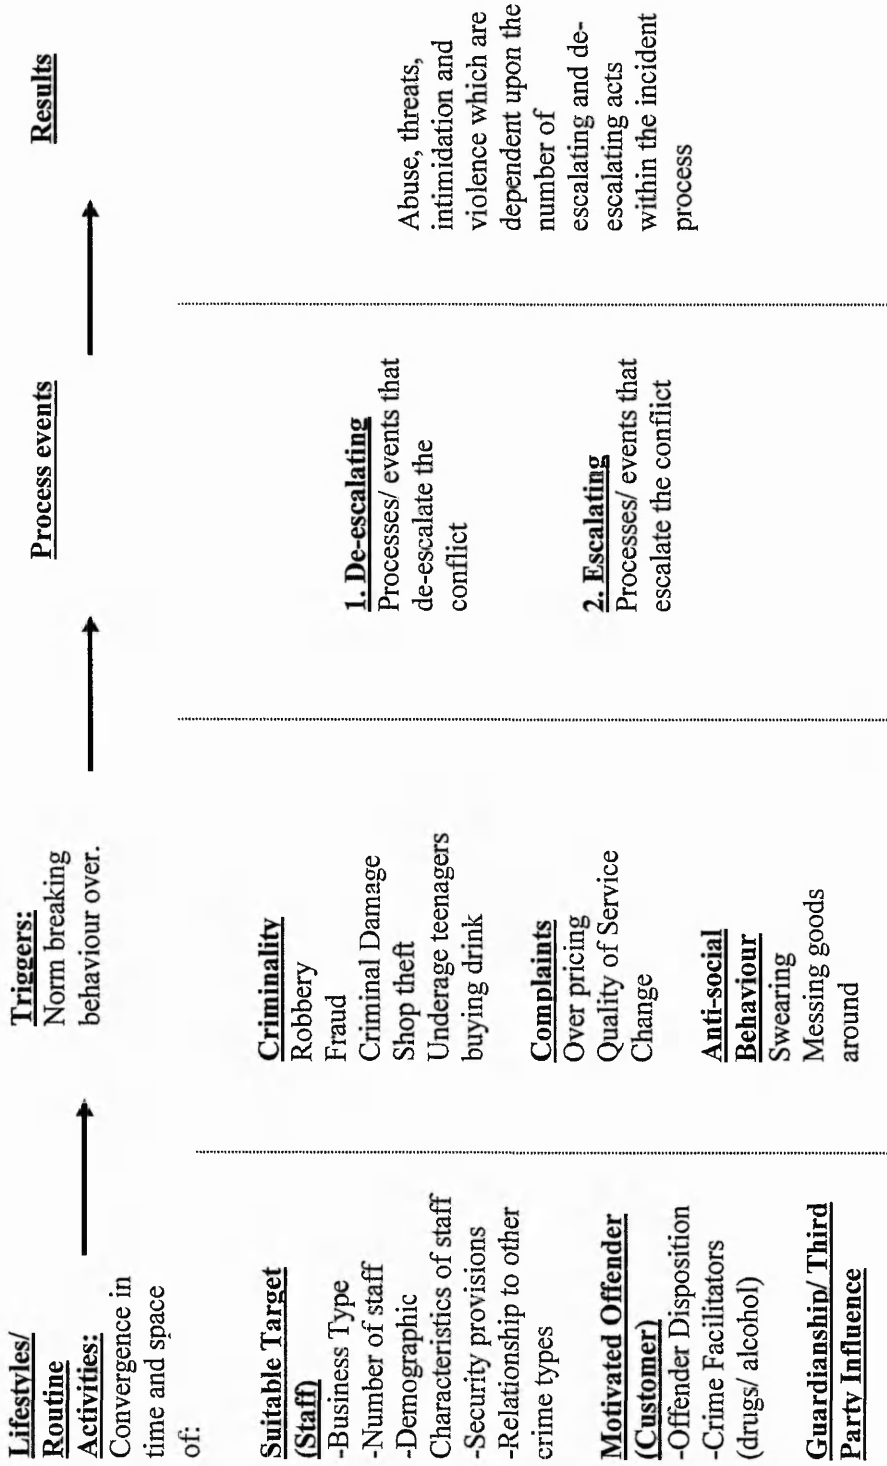 Lifestyles/
Routine
Activities:
Convergence in
time and space
of:
Suitable Target
(Staff)
-Business Type
-Number of staff
-Demographic
Characteristics of staff
-Security provisions
-Relationship to other
crime types
Motivated Offender
(Customer)
-Offender Disposition
-Crime Facilitators
(drugs/ alcohol)
Guardianship/ Third
Party Influence
Triggers:
Norm breaking
behaviour over.
Criminality
Robbery
Fraud
Criminal Damage
Shop theft
Underage teenagers
buying drink
Complaints
Over pricing
Quality of Service
Change
Anti-social
Behaviour
Swearing
Messing goods
around
Process events
1. De-escalating
Processes/ events that
de-escalate the
conflict
2. Escalating
Processes/ events that
escalate the conflict
Results
Abuse, threats,
intimidation and
violence which are
dependent upon the
number of
escalating and de-
escalating acts
within the incident
process